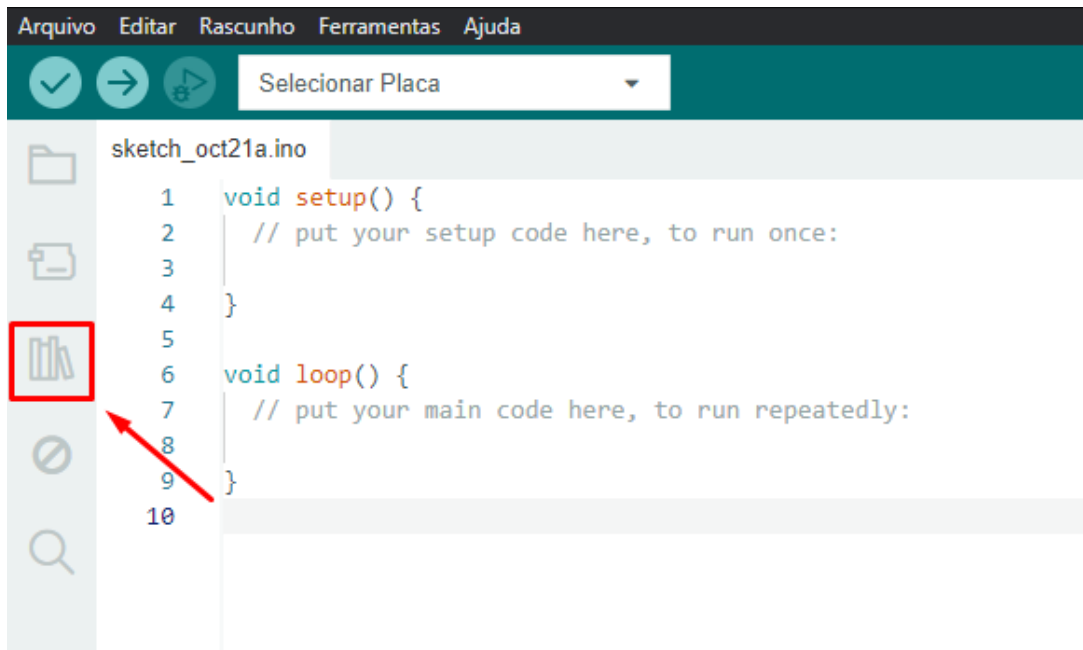 Arquivo Editar Rascunho Ferramentas Ajuda
Selecionar Placa
sketch_oct21a.ino
1 void setup() {
2 // put your setup code here, to run once:
3
4 }
5
6 void loop() {
7 // put your main code here, to run repeatedly:
8
9 }
10